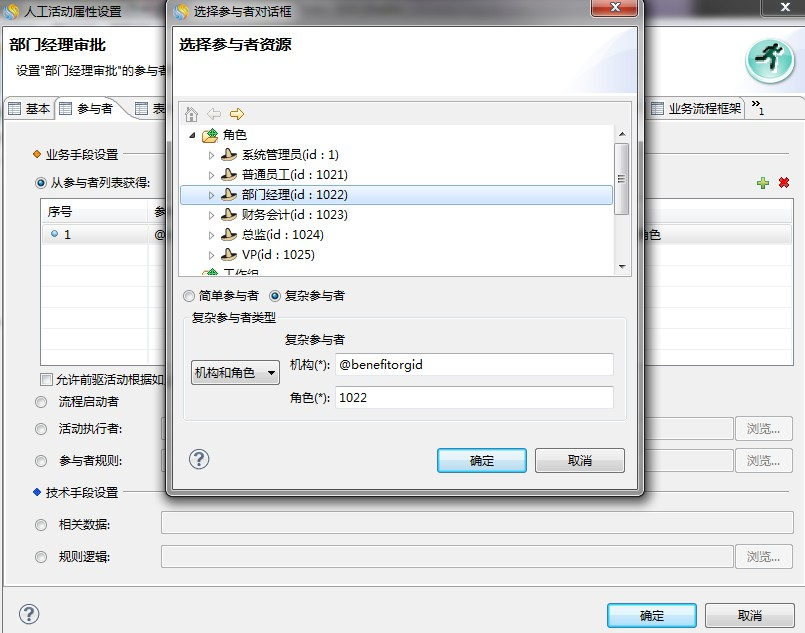 人工活动属性设置
部门经理审批
设置"部门经理审批"的参与者
基本
参与者
表
业务流程框架
»1
业务手段设置
从参与者列表获得:
序号
参
1
@
角色
允许前驱活动根据如
流程启动者
活动执行者:
浏览...
参与者规则:
浏览...
技术手段设置
相关数据:
规则逻辑:
浏览...
确定
取消
选择参与者对话框
选择参与者资源
角色
系统管理员(id：1)
普通员工(id：1021)
部门经理(id：1022)
财务会计(id：1023)
总监(id：1024)
VP(id：1025)
工作组
简单参与者
复杂参与者
复杂参与者类型
复杂参与者
机构和角色
机构(*):
@benefitorgid
角色(*):
1022
确定
取消